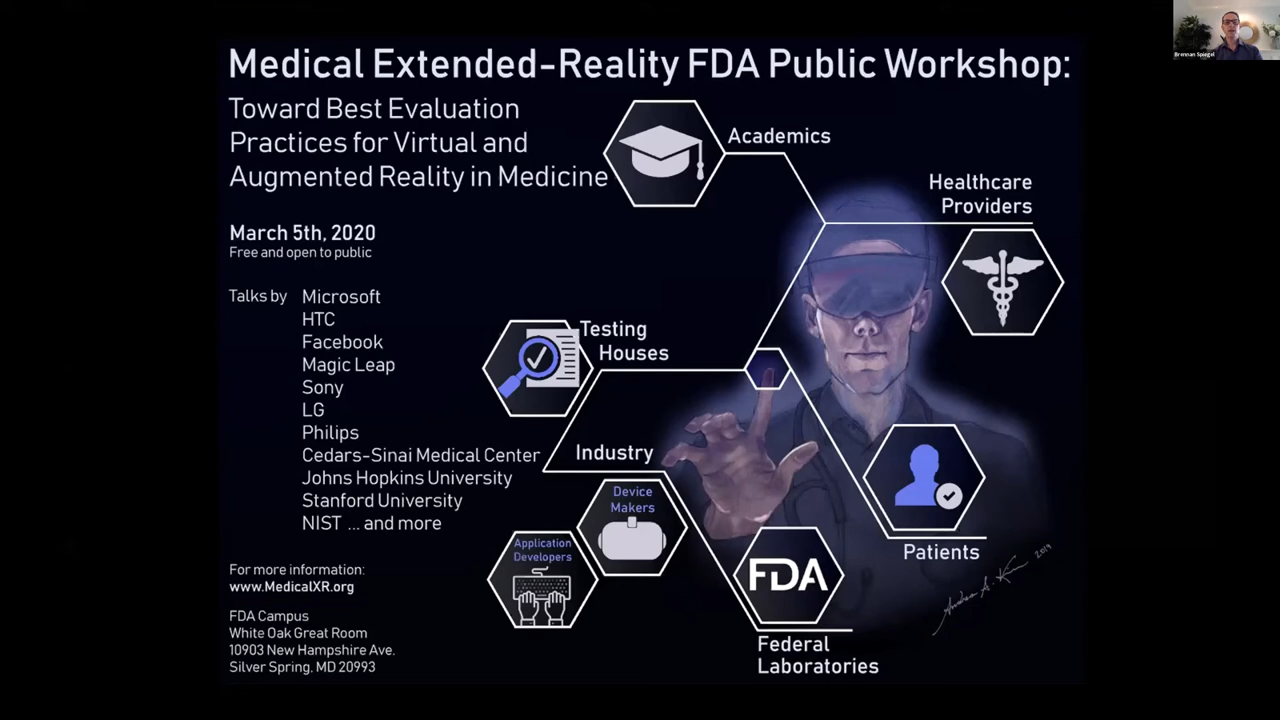 Medical Extended-Reality FDA Public Workshop:
Toward Best Evaluation
Practices for Virtual and
Augmented Reality in Medicine
March 5th, 2020
Free and open to public
Talks by
Microsoft
HTC
Facebook
Magic Leap
Sony
LG
Philips
Cedars-Sinai Medical Center
Johns Hopkins University
Stanford University
NIST ... and more
For more information:
www.MedicalXR.org
FDA Campus
White Oak Great Room
10903 New Hampshire Ave.
Silver Spring, MD 20993
Academics
Healthcare
Providers
Testing
Houses
Industry
Device
Makers
Application
Developers
FDA
Federal
Laboratories
Patients
2019
Brennan Spiegel